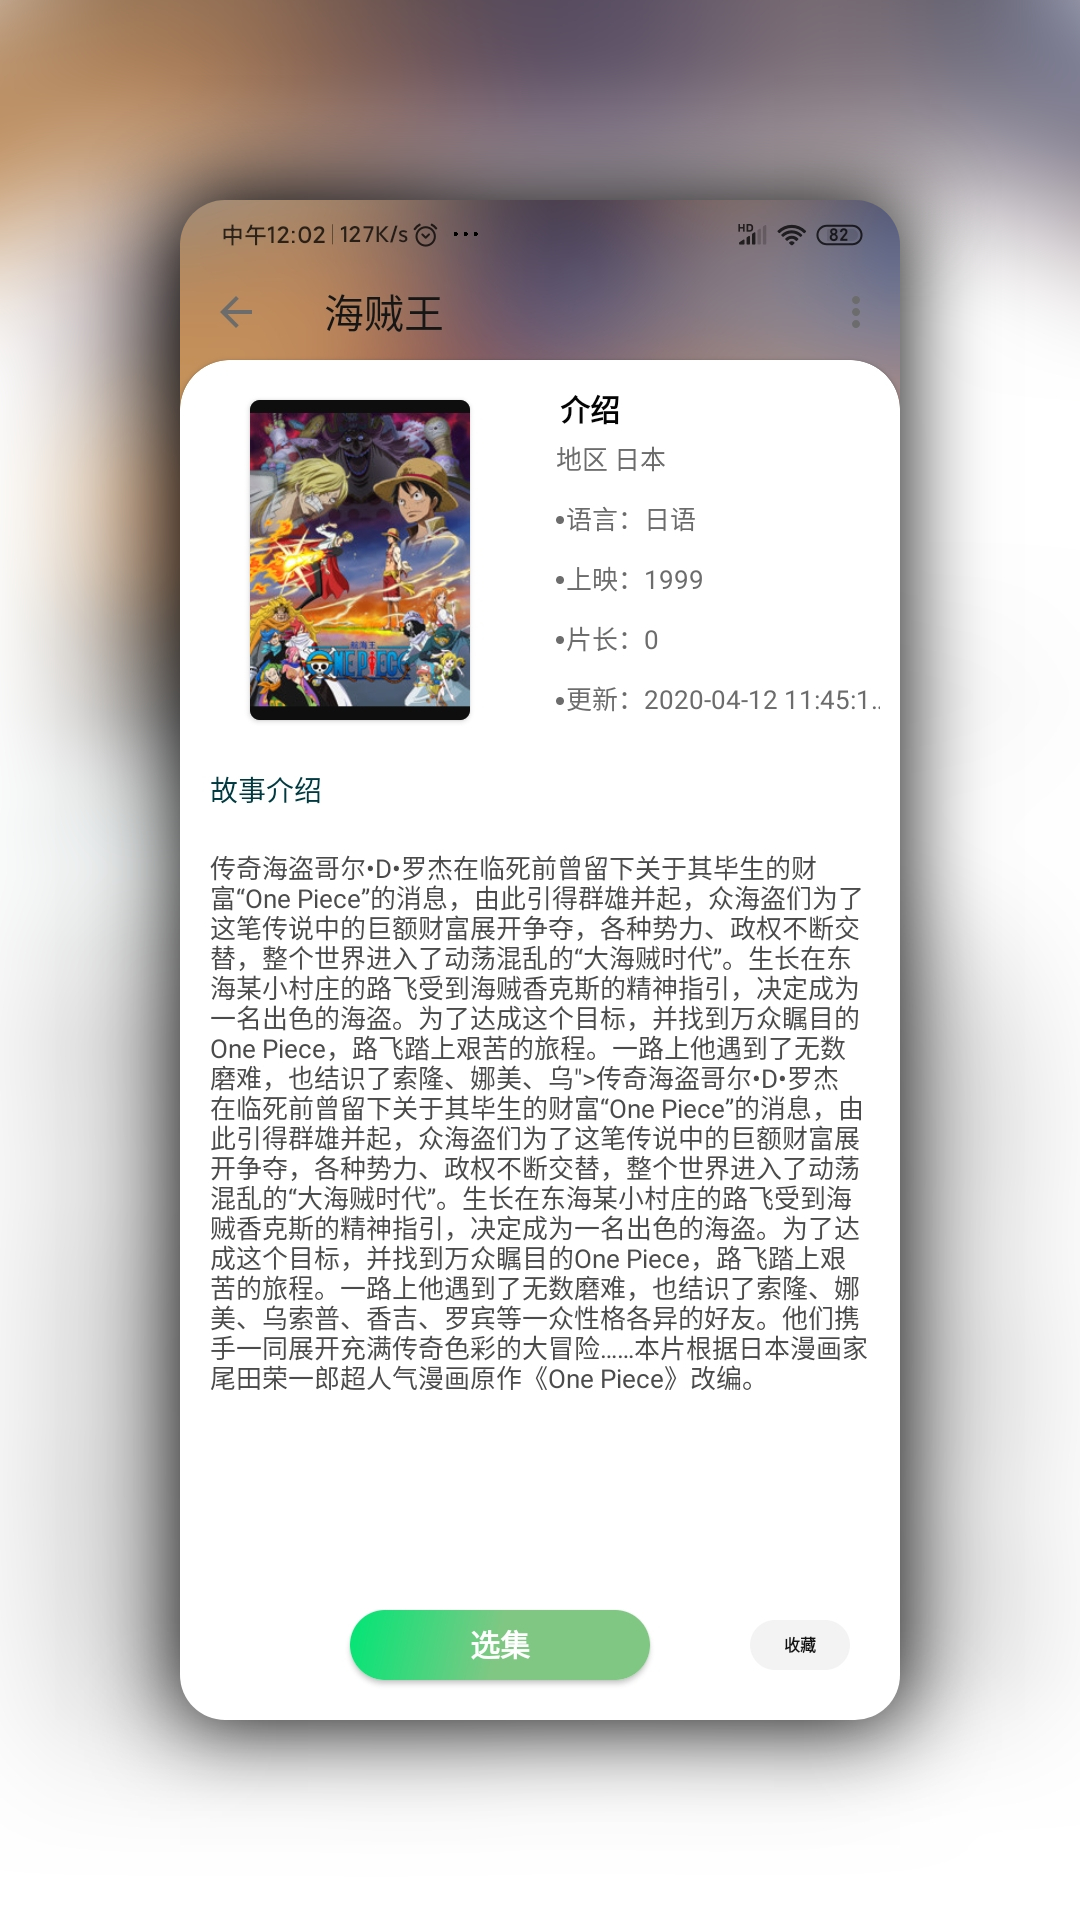 中午12:02 127K/s ... HD 82
海贼王
介绍
地区 日本
•语言：日语
•上映：1999
•片长：0
•更新：2020-04-12 11:45:1..
航海王
ONE PIECE
故事介绍
传奇海盗哥尔•D•罗杰在临死前曾留下关于其毕生的财
富“One Piece”的消息，由此引得群雄并起，众海盗们为了
这笔传说中的巨额财富展开争夺，各种势力、政权不断交
替，整个世界进入了动荡混乱的“大海贼时代”。生长在东
海某小村庄的路飞受到海贼香克斯的精神指引，决定成为
一名出色的海盗。为了达成这个目标，并找到万众瞩目的
One Piece，路飞踏上艰苦的旅程。一路上他遇到了无数
磨难，也结识了索隆、娜美、乌">传奇海盗哥尔•D•罗杰
在临死前曾留下关于其毕生的财富“One Piece”的消息，由
此引得群雄并起，众海盗们为了这笔传说中的巨额财富展
开争夺，各种势力、政权不断交替，整个世界进入了动荡
混乱的“大海贼时代”。生长在东海某小村庄的路飞受到海
贼香克斯的精神指引，决定成为一名出色的海盗。为了达
成这个目标，并找到万众瞩目的One Piece，路飞踏上艰
苦的旅程。一路上他遇到了无数磨难，也结识了索隆、娜
美、乌索普、香吉、罗宾等一众性格各异的好友。他们携
手一同展开充满传奇色彩的大冒险......本片根据日本漫画家
尾田荣一郎超人气漫画原作《One Piece》改编。
选集
收藏